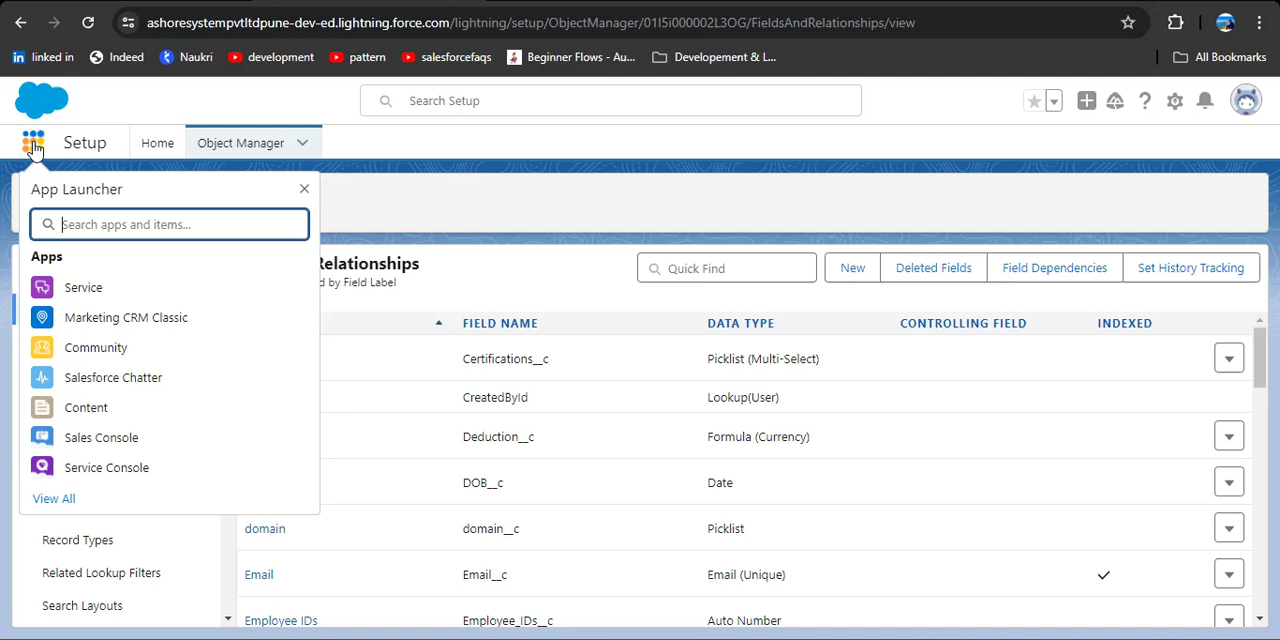 ashoresystempvtltdpune-dev-ed.lightning.force.com/lightning/setup/ObjectManager/01I5i000002L3OG/FieldsAndRelationships/view
linked in Indeed Naukri development pattern salesforcefaqs Beginner Flows - Au... Developement & L... All Bookmarks
Search Setup
Setup Home Object Manager
App Launcher
Search apps and items...
Apps
Service
Marketing CRM Classic
Community
Salesforce Chatter
Content
Sales Console
Service Console
View All
Record Types
Related Lookup Filters
Search Layouts
Relationships
d by Field Label
Quick Find New Deleted Fields Field Dependencies Set History Tracking
FIELD NAME DATA TYPE CONTROLLING FIELD INDEXED
Certifications__c Picklist (Multi-Select)
CreatedById Lookup(User)
Deduction__c Formula (Currency)
DOB__c Date
domain domain__c Picklist
Email Email__c Email (Unique)
Employee IDs Employee_IDs__c Auto Number